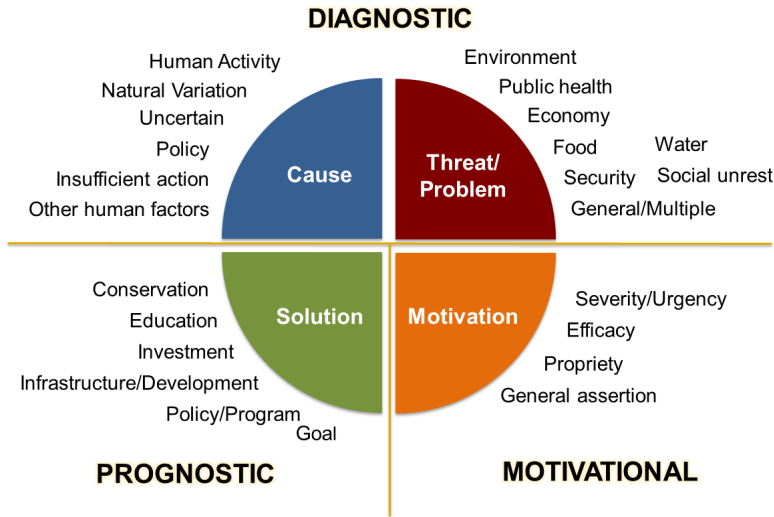 DIAGNOSTIC
Human Activity
Natural Variation
Uncertain
Policy
Insufficient action
Other human factors
Cause
Environment
Public health
Economy
Food
Water
Security
Social unrest
General/Multiple
Threat/
Problem
Conservation
Education
Investment
Infrastructure/Development
Policy/Program
Goal
Solution
PROGNOSTIC
Motivation
Severity/Urgency
Efficacy
Propriety
General assertion
MOTIVATIONAL